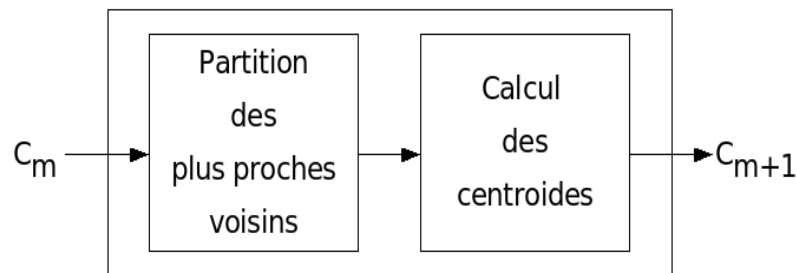 C_m
Partition
des
plus proches
voisins
Calcul
des
centroides
C_m+1